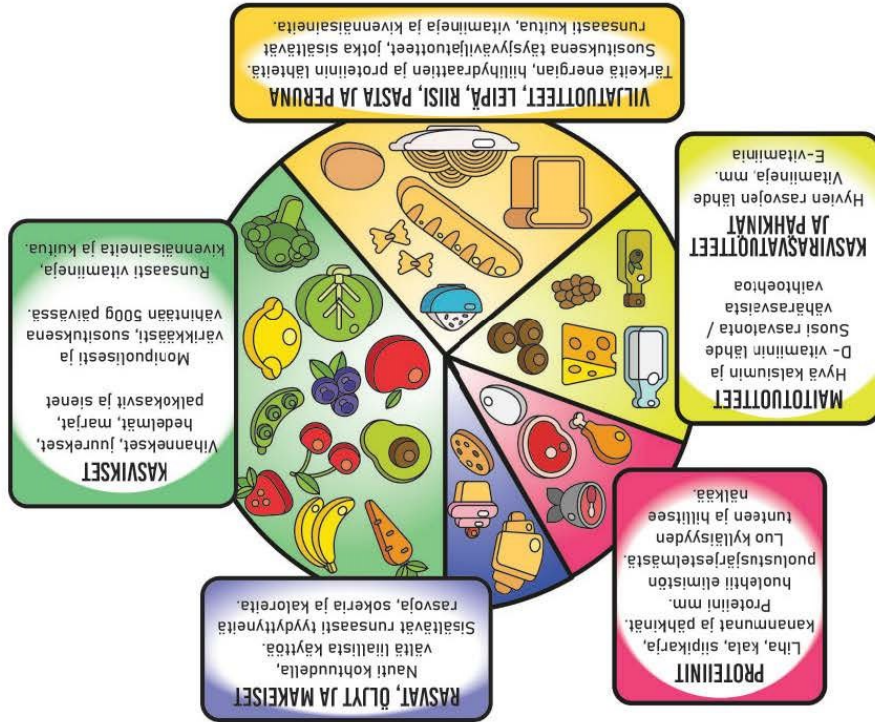 RASVAT, ÖLJYT JA MAKEISET
Nauti kohtuudella,
vältä liiallista käyttöä.
Sisältävät runsaasti tyydyttyneitä
rasvoja, sokeria ja kaloreita.
PROTEIINIT
Liha, kala, siipikarja,
kananmunat ja pähkinät.
Proteiini mm.
huolehtii elimistön
puolustusjärjestelmästä.
Luo kylläisyyden
tunteen ja hillitsee
nälkää.
MAITOTUOTTEET
Hyvä kalsiumin ja
D- vitamiinin lähde
Suosi rasvatonta /
vähärasvaista
vaihtoehtoa
KASVIRASVATUOTTEET
JA PÄHKINÄT
Hyvien rasvojen lähde
Vitamiineja, mm.
E-vitamiinia
KASVIKSET
Vihannekset, juurekset,
hedelmät, marjat,
palkokasvit ja sienet
Monipuolisesti ja
värikkäästi, suosituksena
vähintään 500g päivässä.
Runsaasti vitamiineja,
kivennäisaineita ja kuitua.
VILJATUOTTEET, LEIPÄ, RIISI, PASTA JA PERUNA
Tärkeitä energian, hiilihydraattien ja proteiinin lähteitä.
Suosituksena täysjyväviljatuotteet, jotka sisältävät
runsaasti kuitua, vitamiineja ja kivennäisaineita.